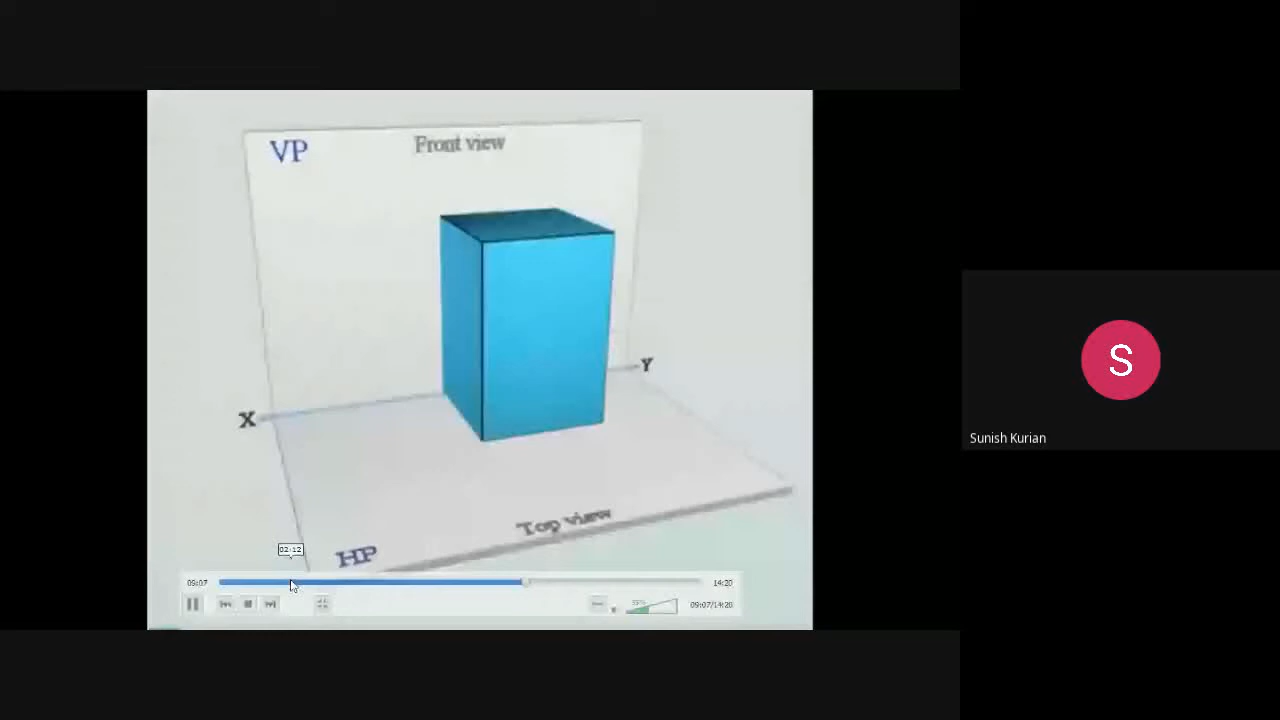 VP
Front view
Y
X
Top view
HP
02:12
09:07
14:20
09:07/14:20
S
Sunish Kurian